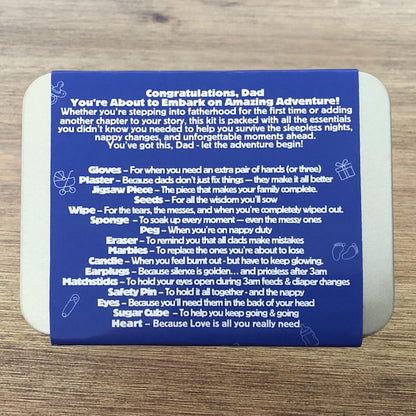 Congratulations, Dad
You're About to Embark on Amazing Adventure!
Whether you're stepping into fatherhood for the first time or adding
another chapter to your story, this kit is packed with all the essentials
you didn't know you needed to help you survive the sleepless nights,
nappy changes, and unforgettable moments ahead.
You've got this, Dad - let the adventure begin!
Gloves – For when you need an extra pair of hands (or three)
Plaster – Because dads don't just fix things — they make it all better
Jigsaw Piece – The piece that makes your family complete.
Seeds – For all the wisdom you'll sow
Wipe – For the tears, the messes, and when you're completely wiped out.
Sponge – To soak up every moment — even the messy ones
Peg – When you're on nappy duty
Eraser – To remind you that all dads make mistakes
Marbles – To replace the ones you're about to lose
Candle – When you feel burnt out - but have to keep glowing.
Earplugs – Because silence is golden... and priceless after 3am
Matchsticks – To hold your eyes open during 3am feeds & diaper changes
Safety Pin – To hold it all together - and the nappy
Eyes – Because you'll need them in the back of your head
Sugar Cube – To help you keep going & going
Heart – Because Love is all you really need